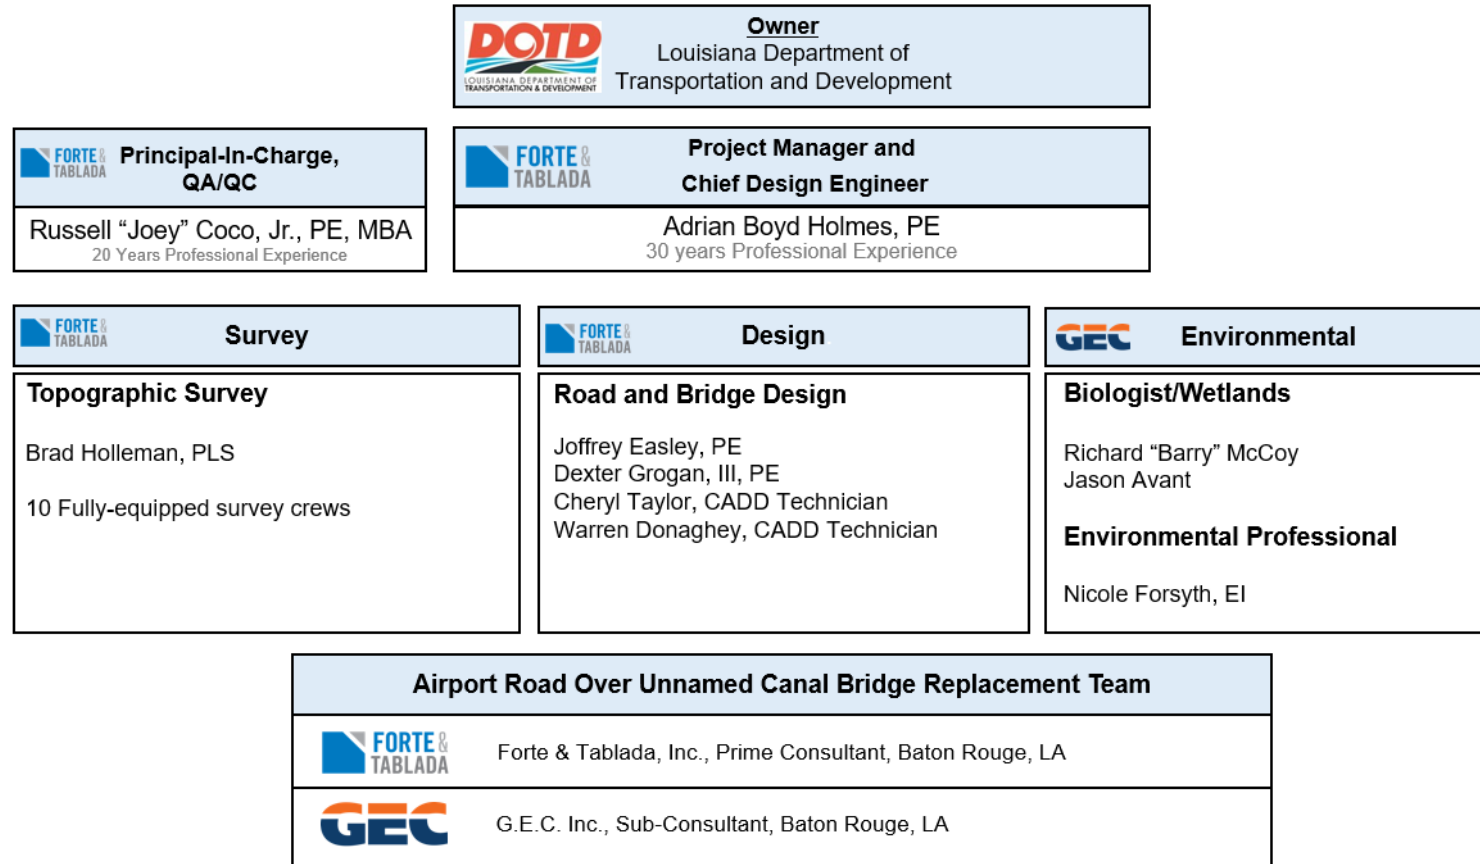 DOTD
LOUISIANA DEPARTMENT OF
TRANSPORTATION & DEVELOPMENT
Owner
Louisiana Department of
Transportation and Development
FORTE &
TABLADA
Principal-In-Charge,
QA/QC
Russell “Joey” Coco, Jr., PE, MBA
20 Years Professional Experience
FORTE &
TABLADA
Project Manager and
Chief Design Engineer
Adrian Boyd Holmes, PE
30 years Professional Experience
FORTE &
TABLADA
Survey
Topographic Survey
Brad Holleman, PLS
10 Fully-equipped survey crews
FORTE &
TABLADA
Design
Road and Bridge Design
Joffrey Easley, PE
Dexter Grogan, III, PE
Cheryl Taylor, CADD Technician
Warren Donaghey, CADD Technician
GEC
Environmental
Biologist/Wetlands
Richard “Barry” McCoy
Jason Avant
Environmental Professional
Nicole Forsyth, EI
Airport Road Over Unnamed Canal Bridge Replacement Team
FORTE &
TABLADA
Forte & Tablada, Inc., Prime Consultant, Baton Rouge, LA
GEC
G.E.C. Inc., Sub-Consultant, Baton Rouge, LA